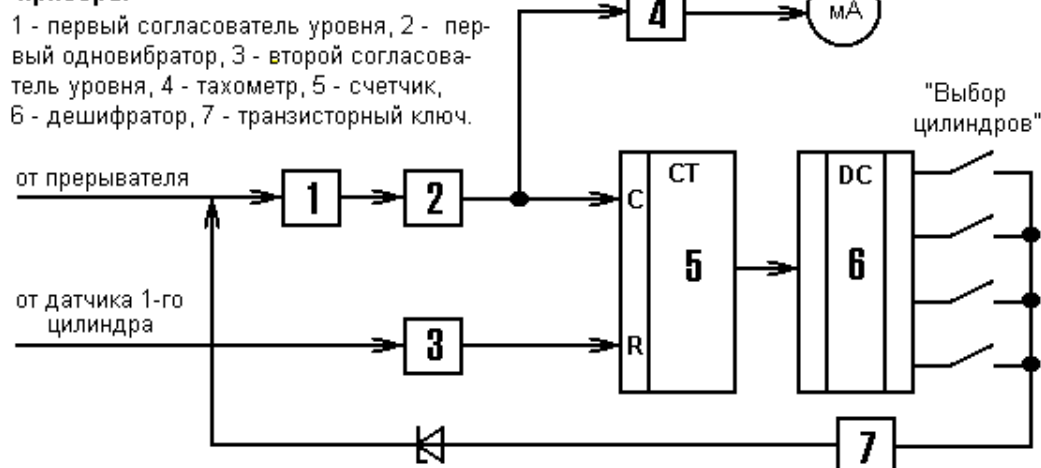 1 - первый согласователь уровня, 2 - пер-
вый одновибратор, 3 - второй согласова-
тель уровня, 4 - тахометр, 5 - счетчик,
6 - дешифратор, 7 - транзисторный ключ.
4
мА
"Выбор
цилиндров"
от прерывателя
1
2
C
CT
5
DC
6
от датчика 1-го
цилиндра
3
R
7